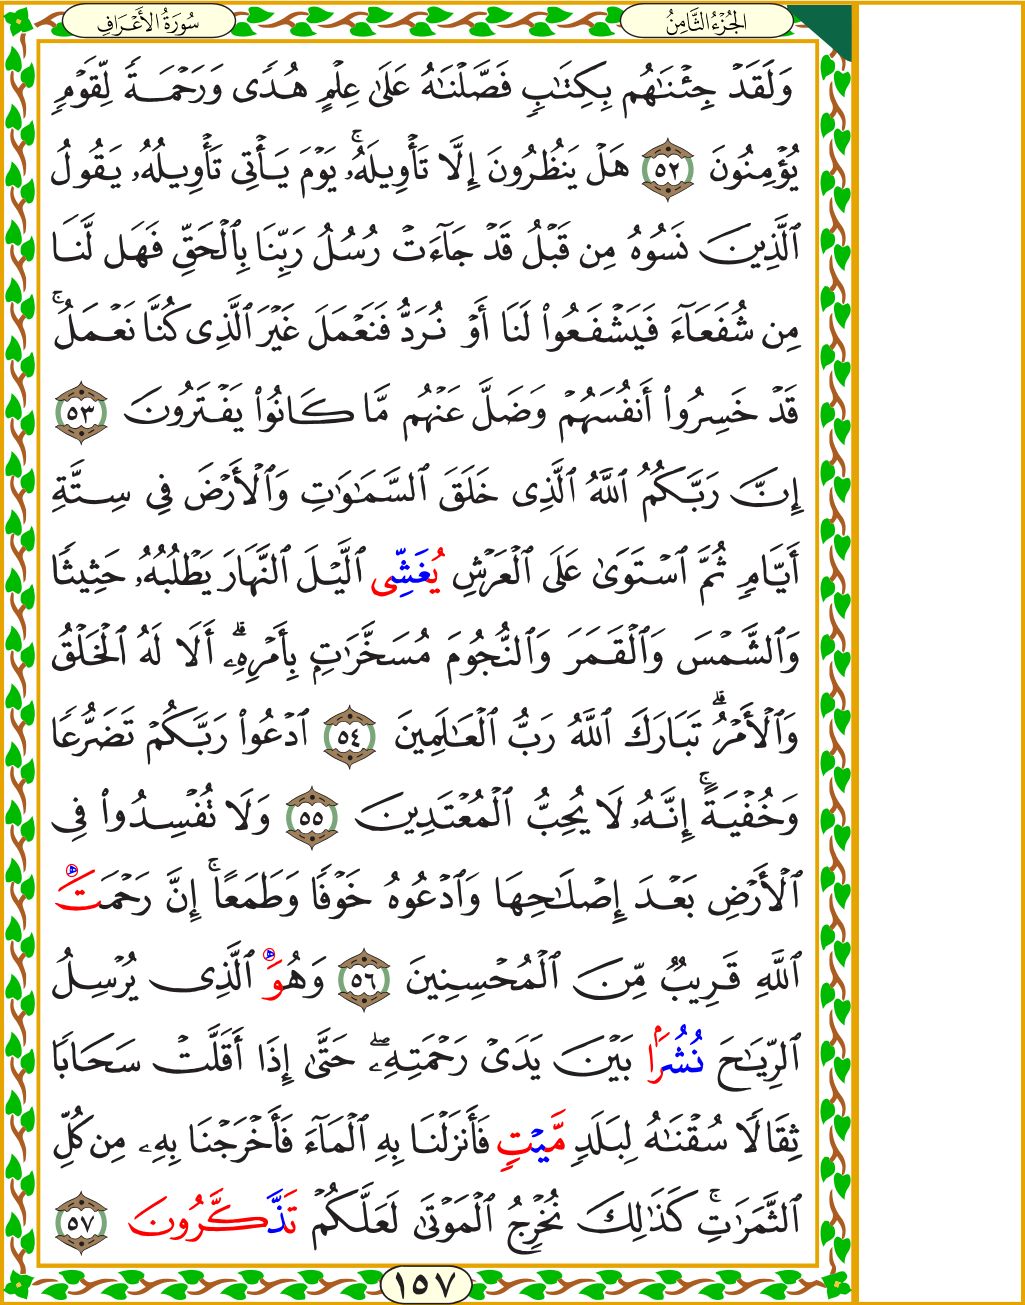 الجُزْءُ الثَّامِنُ
سُورَةُ الأَعْرَافِ
وَلَقَدْ جِئْنَٰهُم بِكِتَٰبٍ فَصَّلْنَٰهُ عَلَىٰ عِلْمٍ هُدًى وَرَحْمَةً لِّقَوْمٍ
يُؤْمِنُونَ ٥٢ هَلْ يَنظُرُونَ إِلَّا تَأْوِيلَهُۥۚ يَوْمَ يَأْتِى تَأْوِيلُهُۥ يَقُولُ
ٱلَّذِينَ نَسُوهُ مِن قَبْلُ قَدْ جَآءَتْ رُسُلُ رَبِّنَا بِٱلْحَقِّ فَهَل لَّنَا
مِن شُفَعَآءَ فَيَشْفَعُوا۟ لَنَا أَوْ نُرَدُّ فَنَعْمَلَ غَيْرَ ٱلَّذِى كُنَّا نَعْمَلُۚ
قَدْ خَسِرُوا۟ أَنفُسَهُمْ وَضَلَّ عَنْهُم مَّا كَانُوا۟ يَفْتَرُونَ ٥٣
إِنَّ رَبَّكُمُ ٱللَّهُ ٱلَّذِى خَلَقَ ٱلسَّمَٰوَٰتِ وَٱلْأَرْضَ فِى سِتَّةِ
أَيَّامٍ ثُمَّ ٱسْتَوَىٰ عَلَى ٱلْعَرْشِ يُغَشِّى ٱلَّيْلَ ٱلنَّهَارَ يَطْلُبُهُۥ حَثِيثًا
وَٱلشَّمْسَ وَٱلْقَمَرَ وَٱلنُّجُومَ مُسَخَّرَٰتٍۭ بِأَمْرِهِۦٓۗ أَلَا لَهُ ٱلْخَلْقُ
وَٱلْأَمْرُۗ تَبَارَكَ ٱللَّهُ رَبُّ ٱلْعَٰلَمِينَ ٥٤ ٱدْعُوا۟ رَبَّكُمْ تَضَرُّعًا
وَخُفْيَةًۚ إِنَّهُۥ لَا يُحِبُّ ٱلْمُعْتَدِينَ ٥٥ وَلَا تُفْسِدُوا۟ فِى
ٱلْأَرْضِ بَعْدَ إِصْلَٰحِهَا وَٱدْعُوهُ خَوْفًا وَطَمَعًاۚ إِنَّ رَحْمَتَ
ٱللَّهِ قَرِيبٌ مِّنَ ٱلْمُحْسِنِينَ ٥٦ وَهُوَ ٱلَّذِى يُرْسِلُ
ٱلرِّيَٰحَ نُشُرًۢا بَيْنَ يَدَىْ رَحْمَتِهِۦۖ حَتَّىٰٓ إِذَآ أَقَلَّتْ سَحَابًا
ثِقَالًا سُقْنَٰهُ لِبَلَدٍ مَّيْتٍ فَأَنزَلْنَا بِهِ ٱلْمَآءَ فَأَخْرَجْنَا بِهِۦ مِن كُلِّ
ٱلثَّمَرَٰتِۚ كَذَٰلِكَ نُخْرِجُ ٱلْمَوْتَىٰ لَعَلَّكُمْ تَذَّكَّرُونَ ٥٧
١٥٧